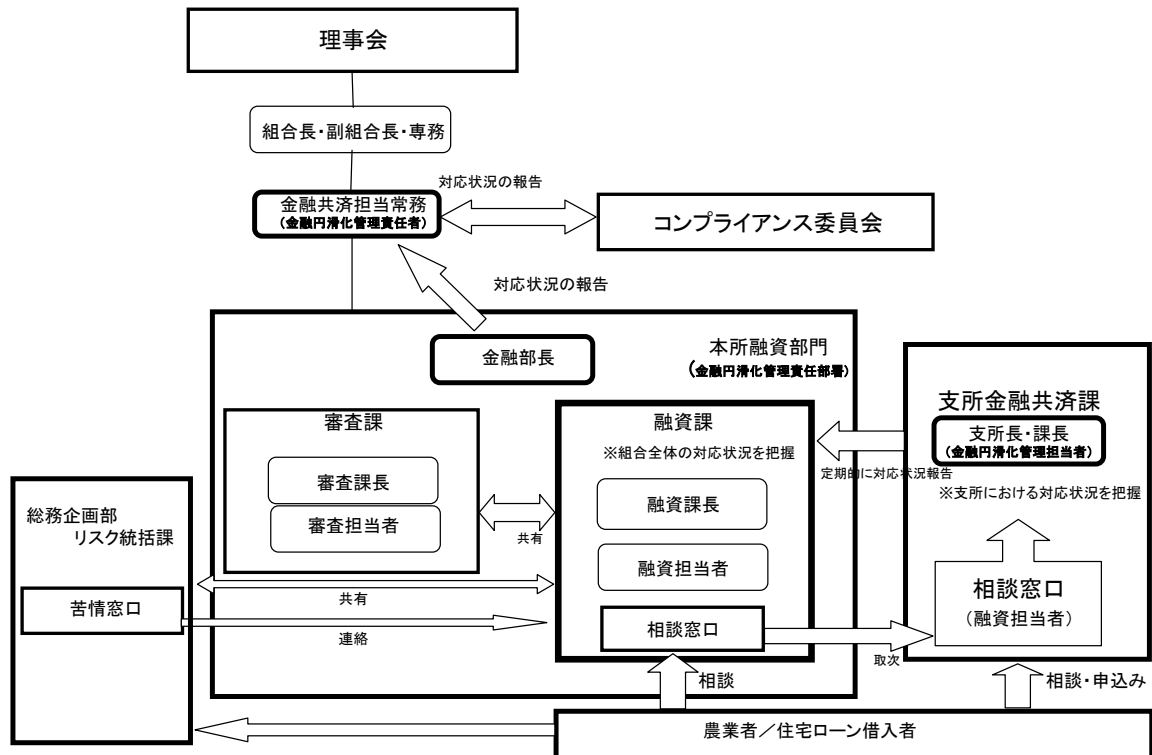 理事会
組合長・副組合長・専務
対応状況の報告
金融共済担当常務
(金融円滑化管理責任者)
コンプライアンス委員会
対応状況の報告
金融部長
本所融資部門
(金融円滑化管理責任部署)
審査課
審査課長
審査担当者
融資課
※組合全体の対応状況を把握
融資課長
融資担当者
相談窓口
共有
支所金融共済課
支所長・課長
(金融円滑化管理担当者)
定期的に対応状況報告
※支所における対応状況を把握
相談窓口
(融資担当者)
総務企画部
リスク統括課
苦情窓口
共有
連絡
取次
相談
相談・申込み
農業者/住宅ローン借入者